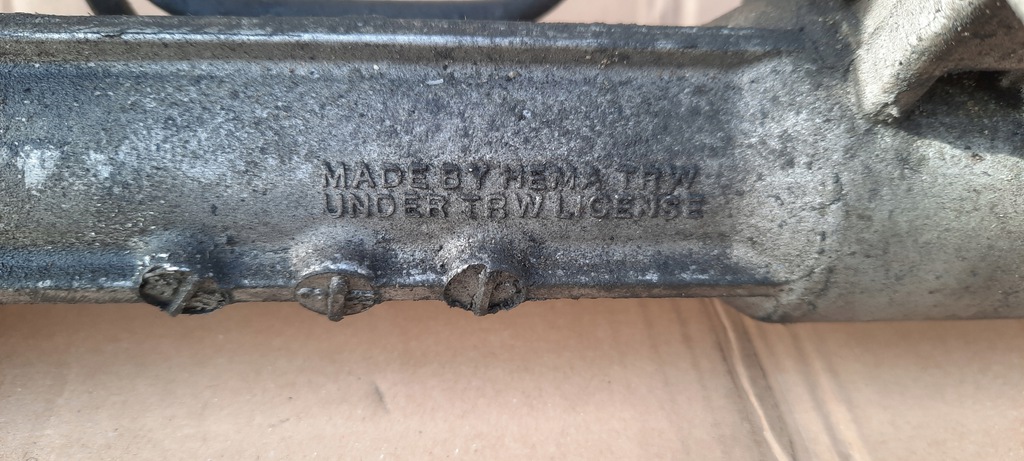 MADE BY HEMA TRW
UNDER TRW LICENSE